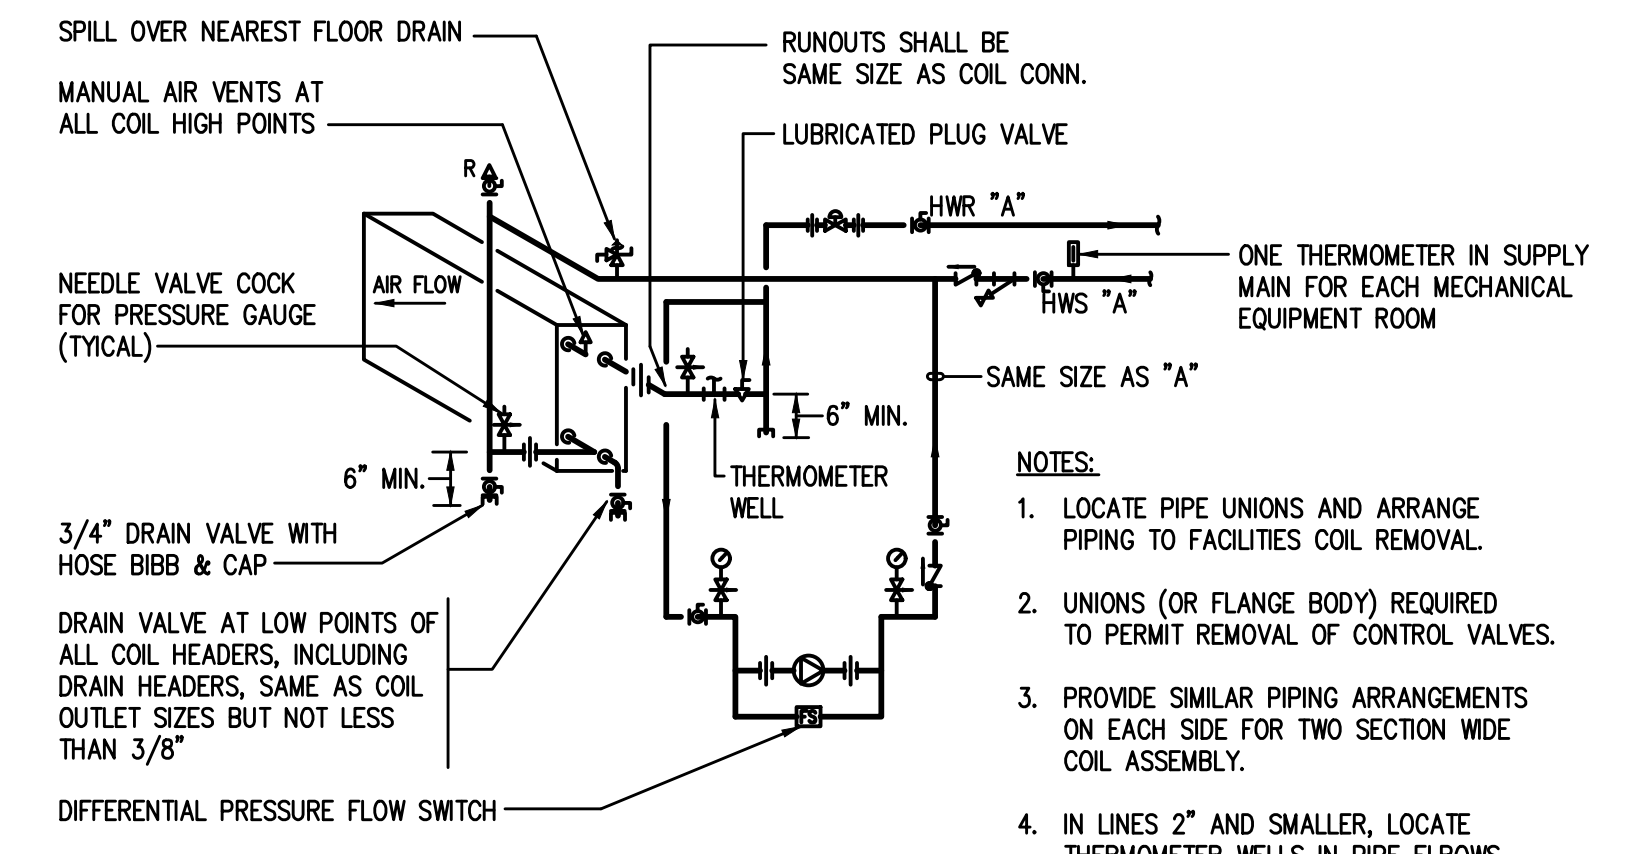 SPILL OVER NEAREST FLOOR DRAIN
MANUAL AIR VENTS AT
ALL COIL HIGH POINTS
RUNOUTS SHALL BE
SAME SIZE AS COIL CONN.
LUBRICATED PLUG VALVE
R
HWR "A"
ONE THERMOMETER IN SUPPLY
MAIN FOR EACH MECHANICAL
EQUIPMENT ROOM
HWS "A"
NEEDLE VALVE COCK
FOR PRESSURE GAUGE
(TYICAL)
AIR FLOW
SAME SIZE AS "A"
6" MIN.
THERMOMETER
WELL
6" MIN.
3/4" DRAIN VALVE WITH
HOSE BIBB & CAP
DRAIN VALVE AT LOW POINTS OF
ALL COIL HEADERS, INCLUDING
DRAIN HEADERS, SAME AS COIL
OUTLET SIZES BUT NOT LESS
THAN 3/8"
FS
DIFFERENTIAL PRESSURE FLOW SWITCH
NOTES:
1. LOCATE PIPE UNIONS AND ARRANGE
PIPING TO FACILITIES COIL REMOVAL.
2. UNIONS (OR FLANGE BODY) REQUIRED
TO PERMIT REMOVAL OF CONTROL VALVES.
3. PROVIDE SIMILAR PIPING ARRANGEMENTS
ON EACH SIDE FOR TWO SECTION WIDE
COIL ASSEMBLY.
4. IN LINES 2" AND SMALLER, LOCATE
THERMOMETER WELLS IN PIPE ELBOWS